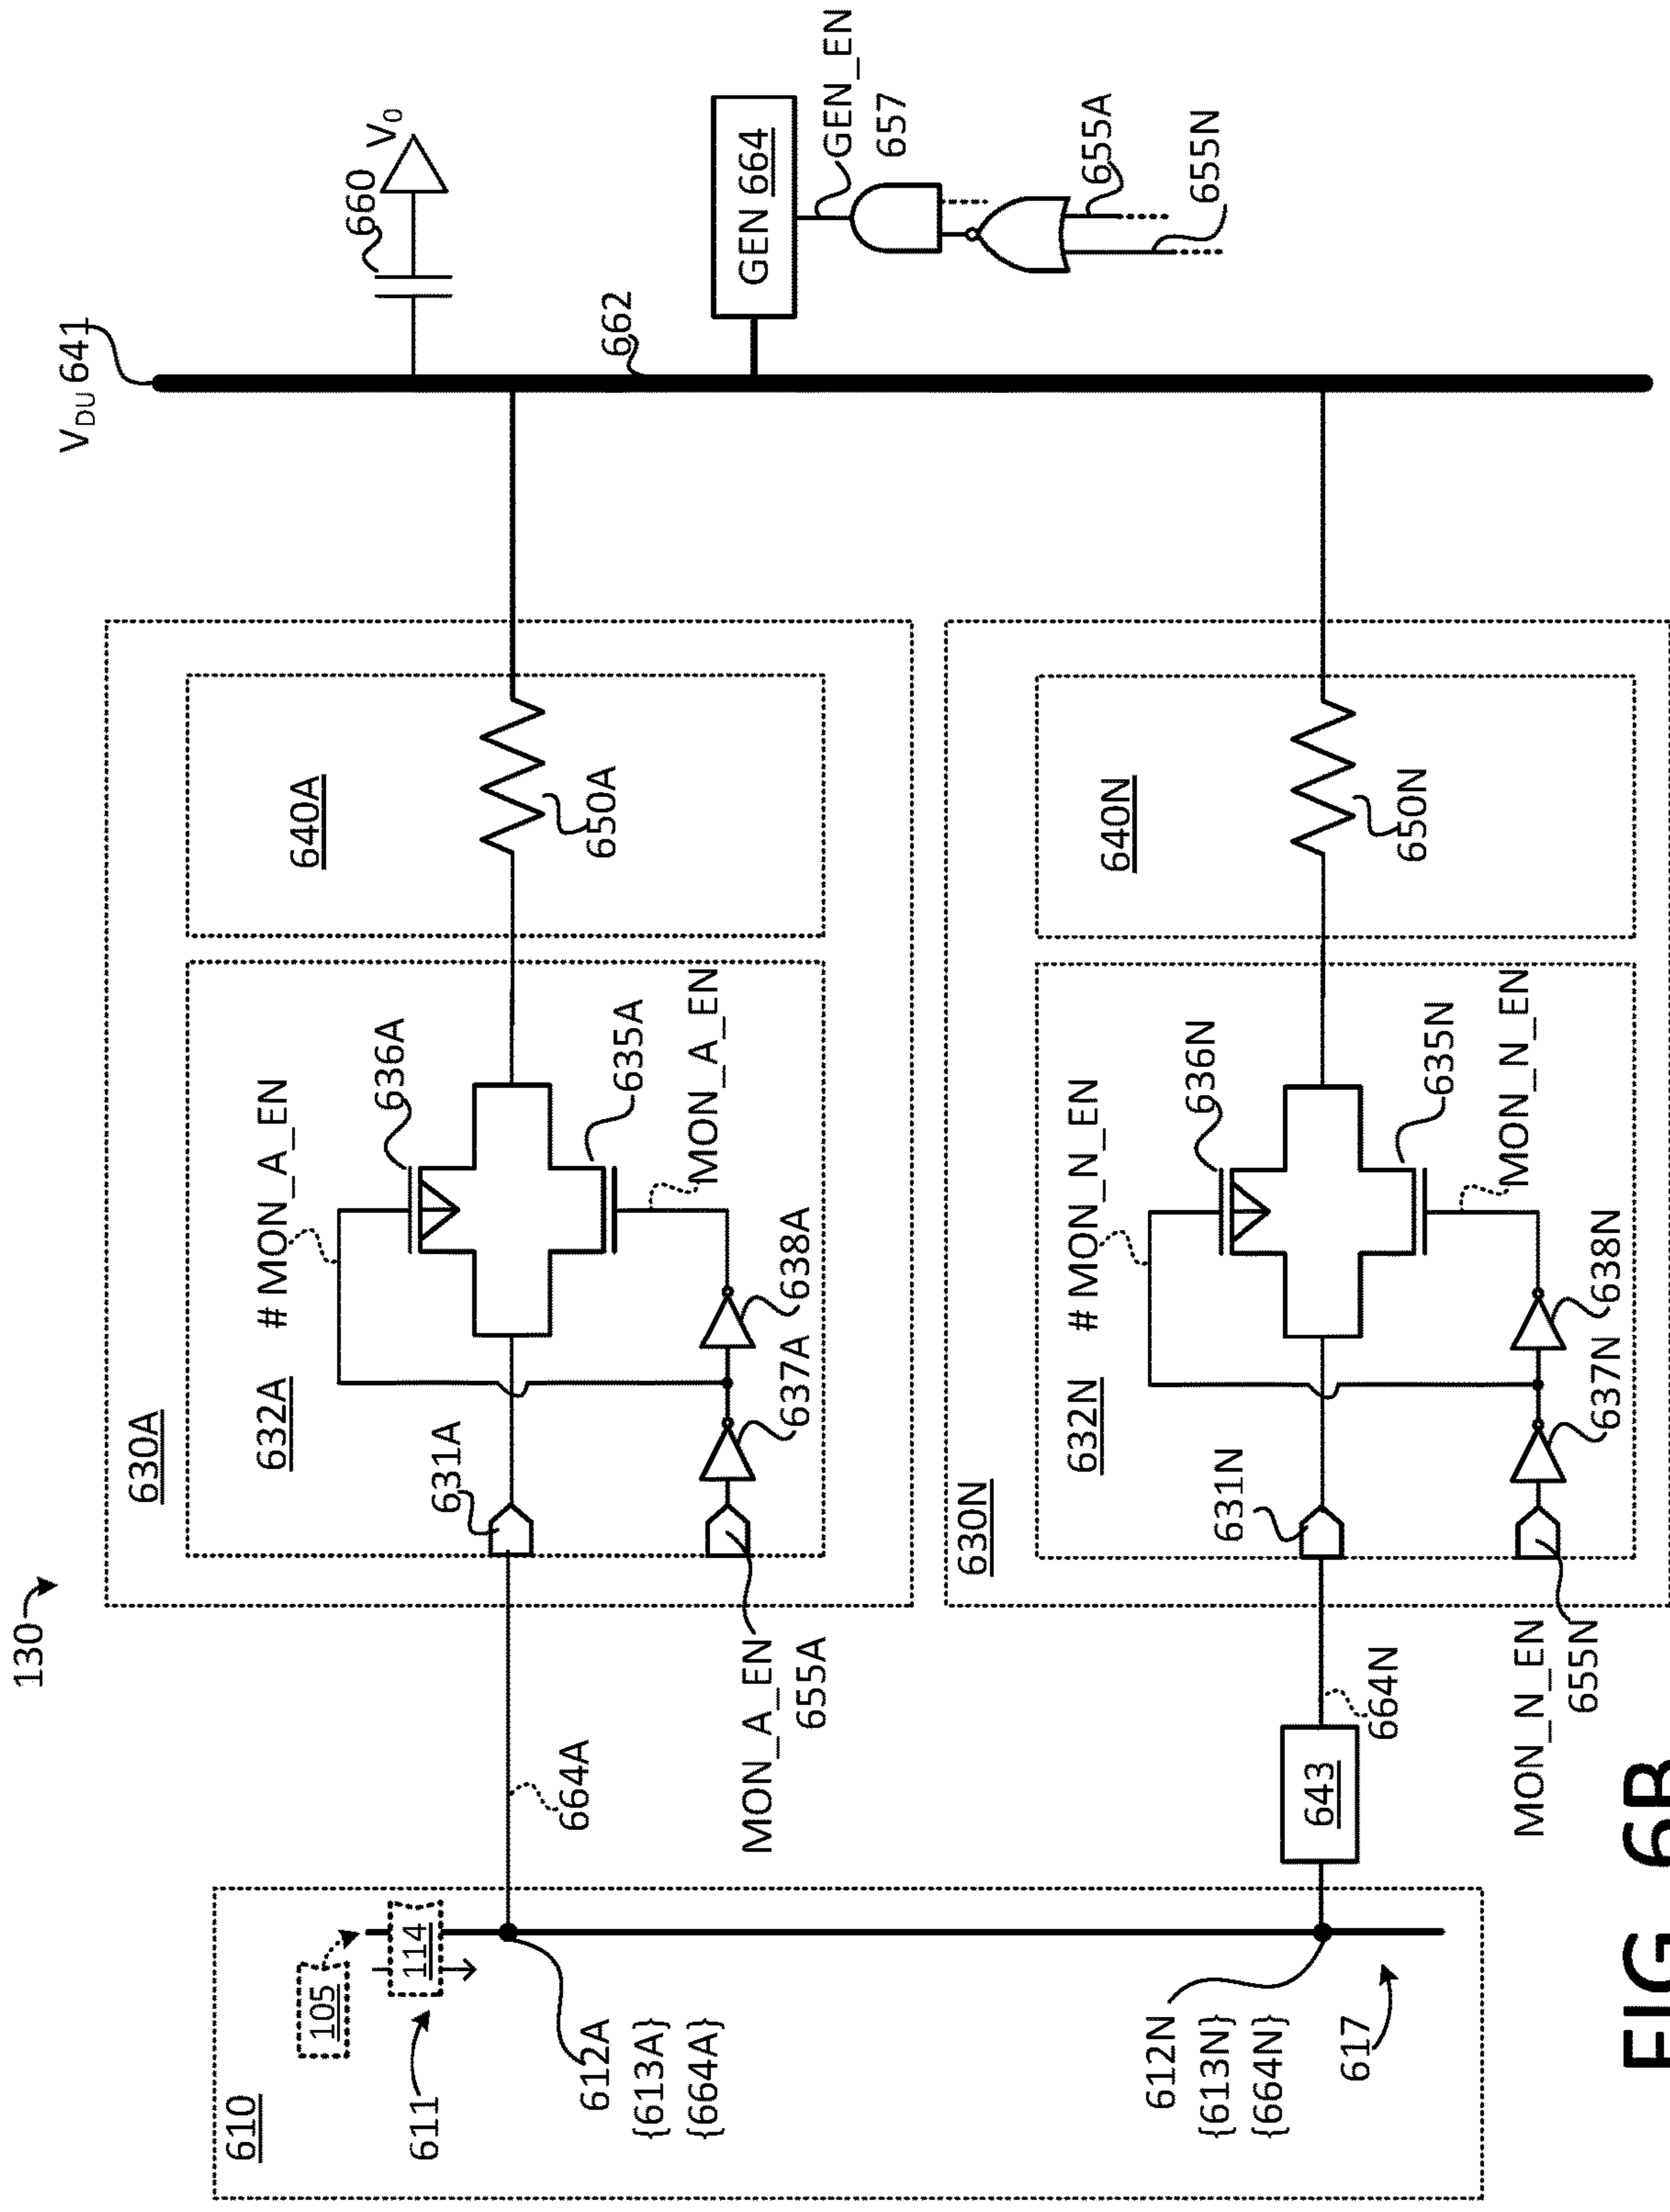 130
610
611
105
114
612A
{613A}
{664A}
612N
{613N}
{664N}
617
664A
643
664N
MON_A_EN
655A
MON_N_EN
655N
630A
632A
631A
# MON_A_EN
636A
635A
MON_A_EN
637A
638A
640A
650A
630N
632N
631N
# MON_N_EN
636N
635N
MON_N_EN
637N
638N
640N
650N
VDU 641
662
660
V0
GEN 664
GEN_EN
657
655A
655N
FIG. 6B